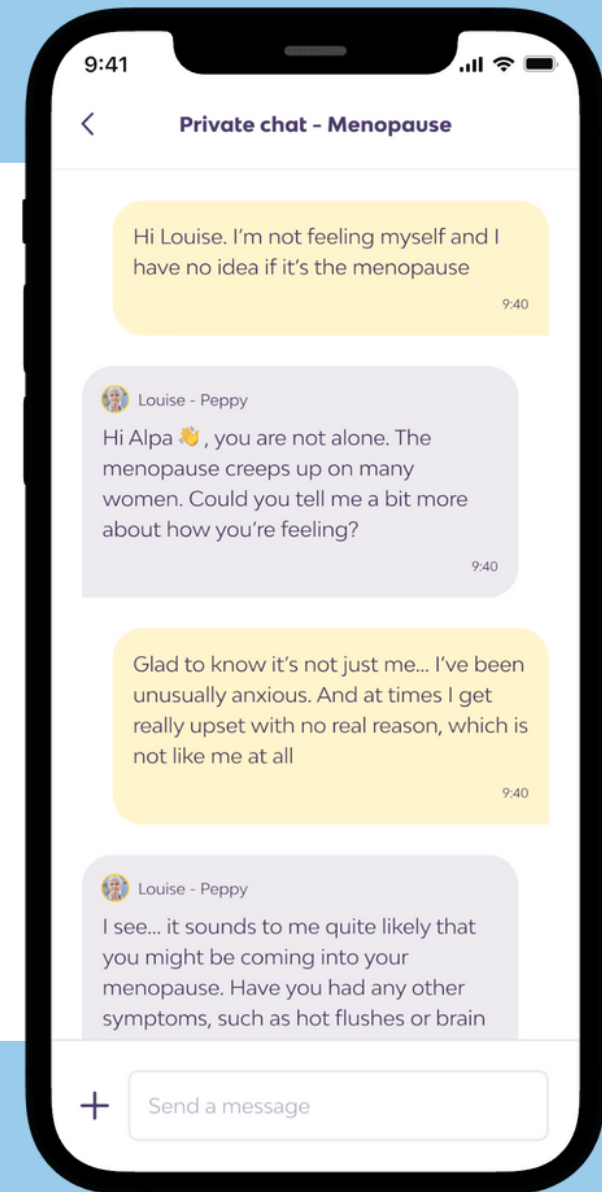 9:41
Private chat - Menopause
Hi Louise. I'm not feeling myself and I
have no idea if it's the menopause
9:40
Louise - Peppy
Hi Alpa 👋, you are not alone. The
menopause creeps up on many
women. Could you tell me a bit more
about how you're feeling?
9:40
Glad to know it's not just me... I've been
unusually anxious. And at times I get
really upset with no real reason, which is
not like me at all
9:40
Louise - Peppy
I see... it sounds to me quite likely that
you might be coming into your
menopause. Have you had any other
symptoms, such as hot flushes or brain
Send a message